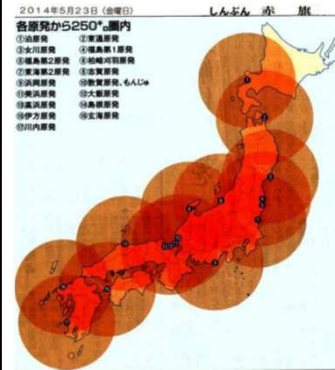 2014年5月23日(金曜日) しんぶん 赤旗
各原発から250㌔圏内
①泊原発 ②東通原発
③女川原発 ④福島第1原発
⑤福島第2原発 ⑥柏崎刈羽原発
⑦東海第2原発 ⑧志賀原発
⑨浜岡原発 ⑩敦賀原発、もんじゅ
⑪美浜原発 ⑫大飯原発
⑬高浜原発 ⑭島根原発
⑮伊方原発 ⑯玄海原発
⑰川内原発